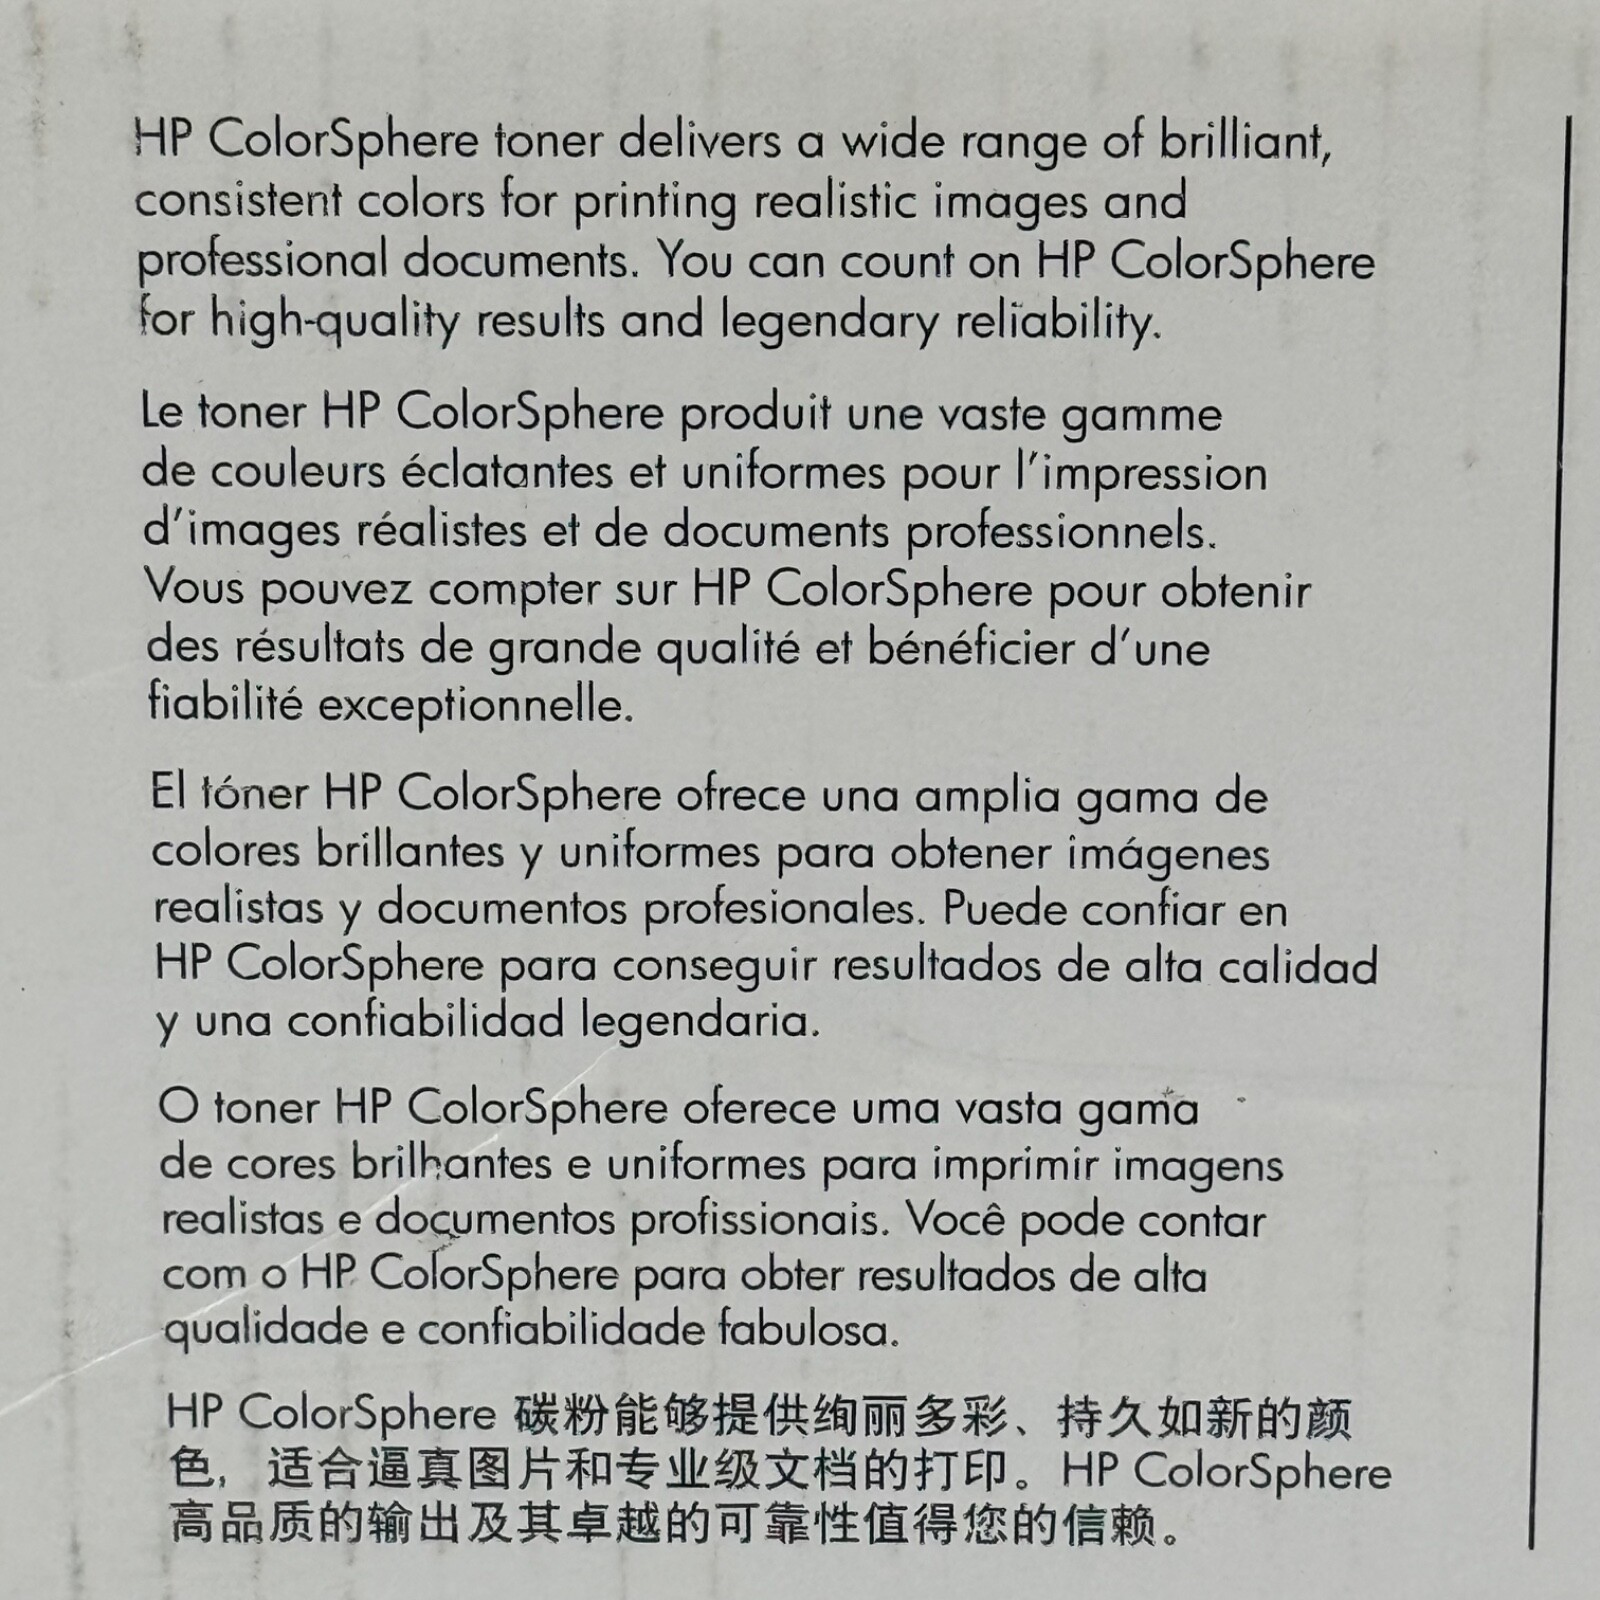 HP ColorSphere toner delivers a wide range of brilliant,
consistent colors for printing realistic images and
professional documents. You can count on HP ColorSphere
for high-quality results and legendary reliability.
Le toner HP ColorSphere produit une vaste gamme
de couleurs éclatantes et uniformes pour l'impression
d'images réalistes et de documents professionnels.
Vous pouvez compter sur HP ColorSphere pour obtenir
des résultats de grande qualité et bénéficier d'une
fiabilité exceptionnelle.
El tóner HP ColorSphere ofrece una amplia gama de
colores brillantes y uniformes para obtener imágenes
realistas y documentos profesionales. Puede confiar en
HP ColorSphere para conseguir resultados de alta calidad
y una confiabilidad legendaria.
O toner HP ColorSphere oferece uma vasta gama
de cores brilhantes e uniformes para imprimir imagens
realistas e documentos profissionais. Você pode contar
com o HP ColorSphere para obter resultados de alta
qualidade e confiabilidade fabulosa.
HP ColorSphere 碳粉能够提供绚丽多彩、持久如新的颜
色，适合逼真图片和专业级文档的打印。HP ColorSphere
高品质的输出及其卓越的可靠性值得您的信赖。